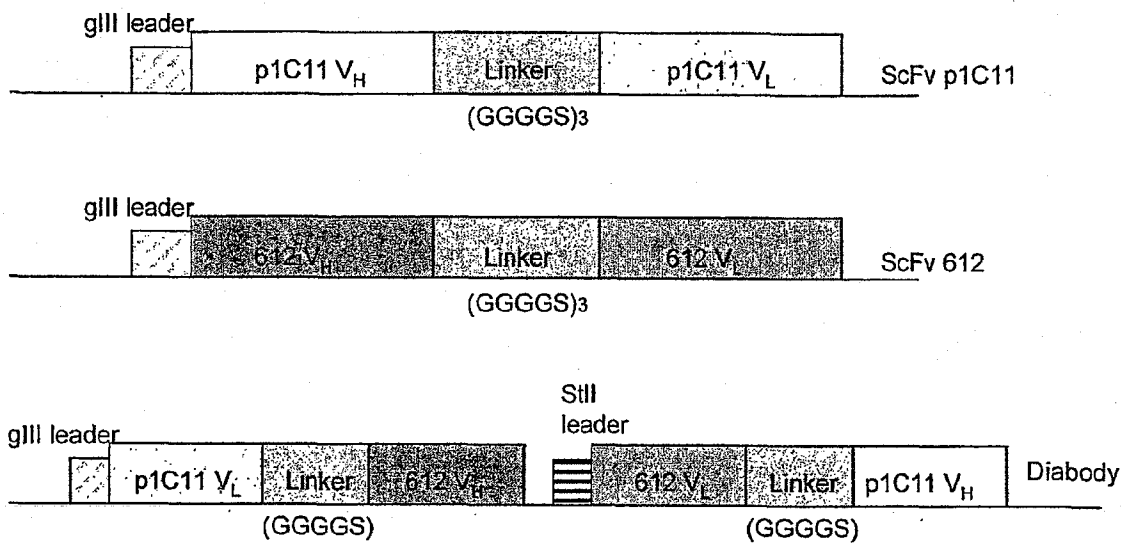 gIII leader
p1C11 VH Linker p1C11 VL ScFv p1C11
(GGGGS)3
gIII leader
612 VH Linker 612 VL ScFv 612
(GGGGS)3
StII
leader
gIII leader
p1C11 VL Linker 612 VH 612 VL Linker p1C11 VH Diabody
(GGGGS) (GGGGS)